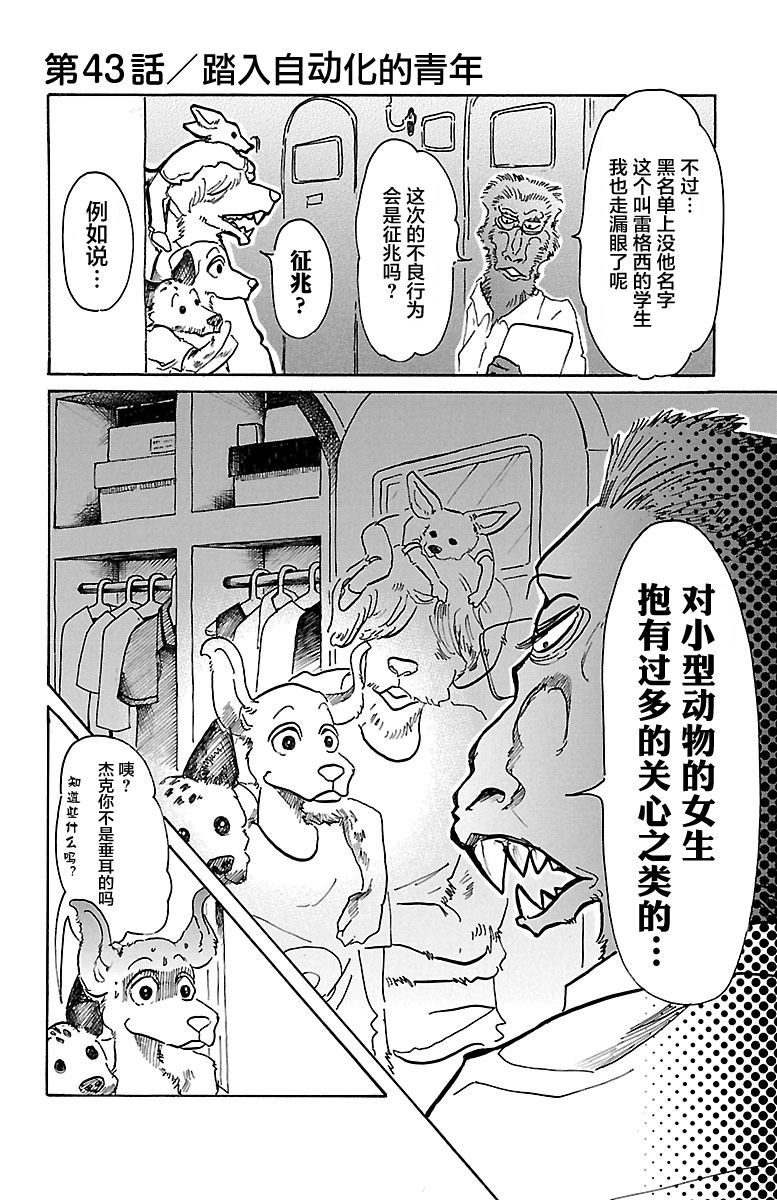 第43話／踏入自动化的青年
不过…
黑名单上没他名字
这个叫雷格西的学生
我也走漏眼了呢
这次的不良行为
会是征兆吗？
征兆？
例如说…
对小型动物的女生
抱有过多的关心之类的…
咦？
杰克你不是垂耳的吗
知道些什么吗？